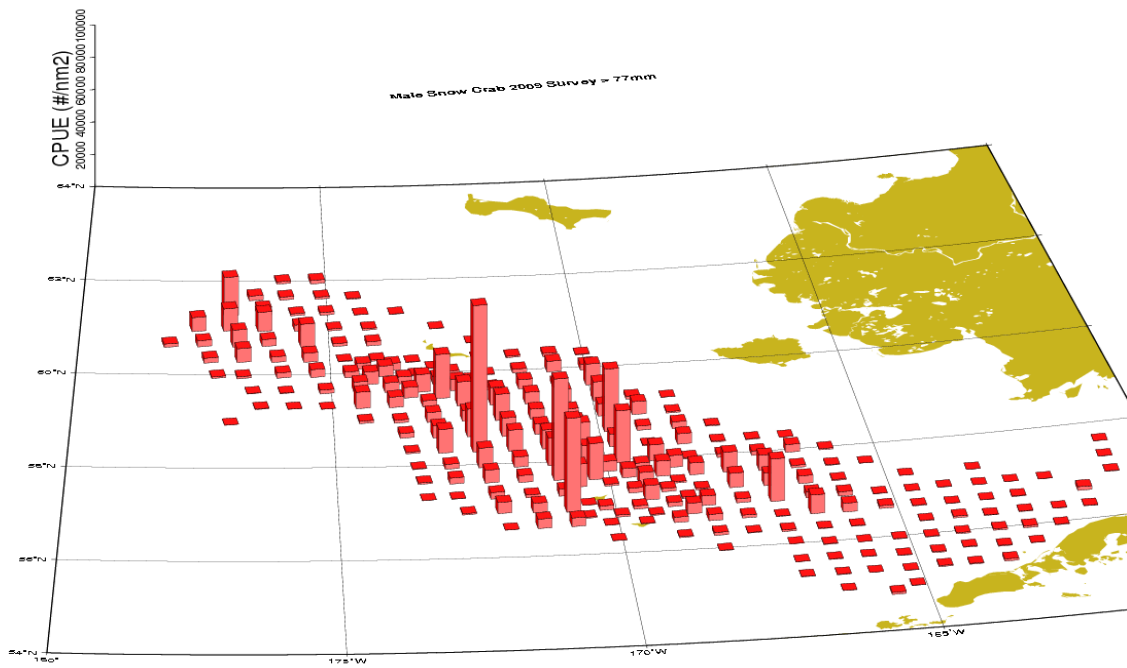 CPUE (#/nm2)
20000 40000 60000 80000 100000
Male Snow Crab 2009 Survey > 77mm
64°N
62°N
60°N
58°N
56°N
54°N
180° 175°W 170°W 165°W